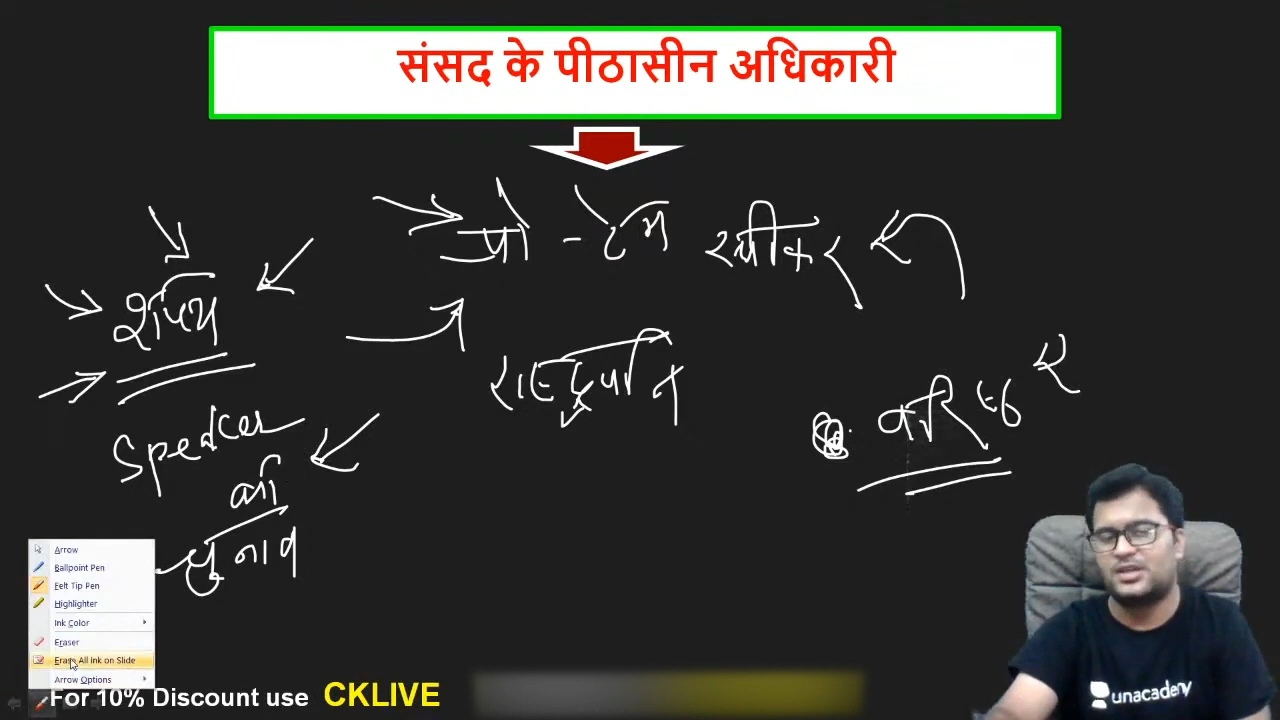 संसद के पीठासीन अधिकारी
प्रो - टेम स्पीकर
शपथ
राष्ट्रपति
वरिष्ठ
Speaker
का
चुनाव
Arrow
Ballpoint Pen
Felt Tip Pen
Highlighter
Ink Color
Eraser
Erase All Ink on Slide
Arrow Options
For 10% Discount use CKLIVE
unacademy